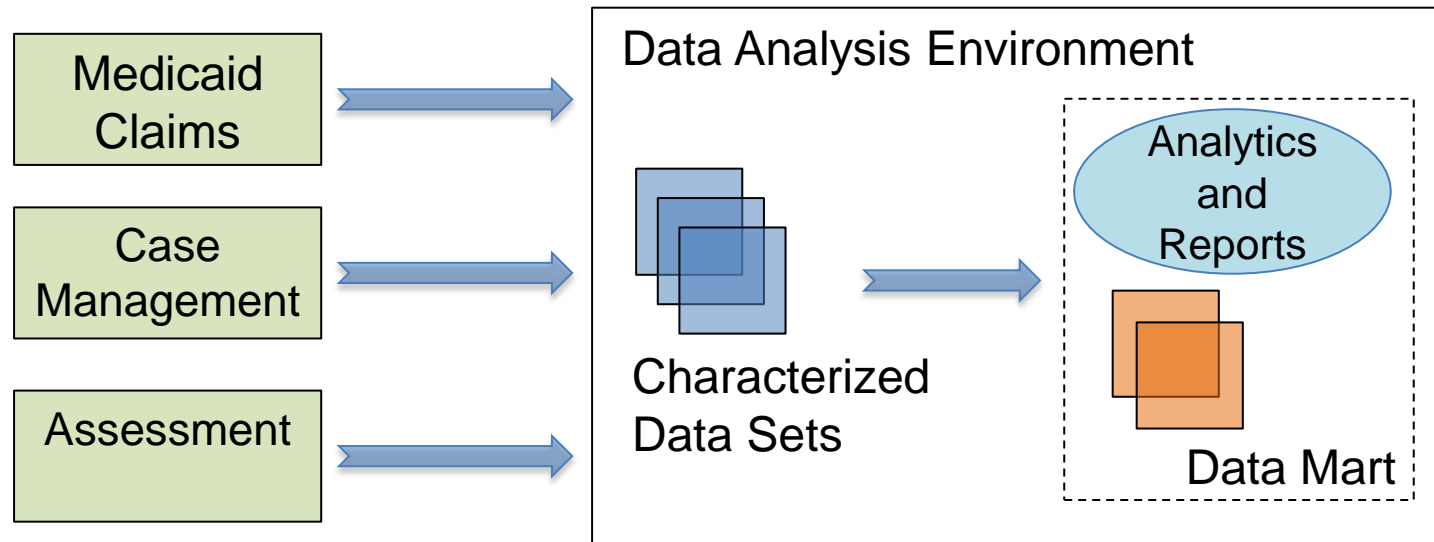 Medicaid
Claims
Case
Management
Assessment
Data Analysis Environment
Characterized
Data Sets
Analytics
and
Reports
Data Mart